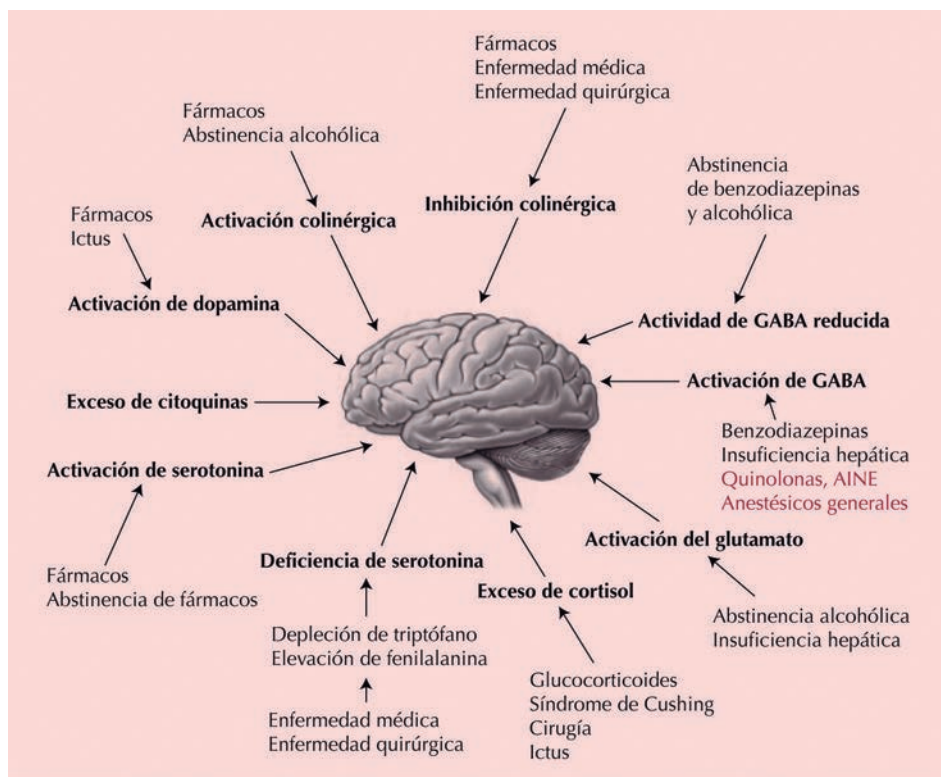 Fármacos
Enfermedad médica
Enfermedad quirúrgica
Inhibición colinérgica
Fármacos
Abstinencia alcohólica
Activación colinérgica
Abstinencia
de benzodiazepinas
y alcohólica
Actividad de GABA reducida
Fármacos
Ictus
Activación de dopamina
Activación de GABA
Benzodiazepinas
Insuficiencia hepática
Quinolonas, AINE
Anestésicos generales
Exceso de citoquinas
Activación de serotonina
Fármacos
Abstinencia de fármacos
Activación del glutamato
Abstinencia alcohólica
Insuficiencia hepática
Deficiencia de serotonina
Depleción de triptófano
Elevación de fenilalanina
Enfermedad médica
Enfermedad quirúrgica
Exceso de cortisol
Glucocorticoides
Síndrome de Cushing
Cirugía
Ictus